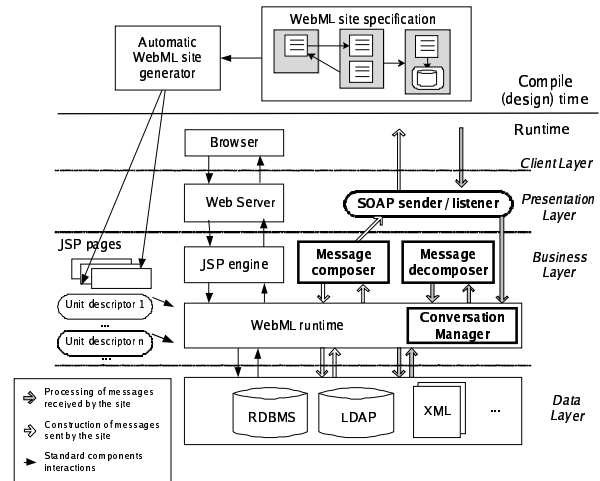 WebML site specification
Automatic
WebML site
generator
Compile
(design) time
Runtime
Browser
Client Layer
Web Server
SOAP sender / listener
Presentation
Layer
JSP pages
JSP engine
Message
composer
Message
decomposer
Business
Layer
Unit descriptor 1
...
Unit descriptor n
...
WebML runtime
Conversation
Manager
RDBMS
LDAP
XML
...
Data
Layer
Processing of messages
received by the site
Construction of messages
sent by the site
Standard components
interactions